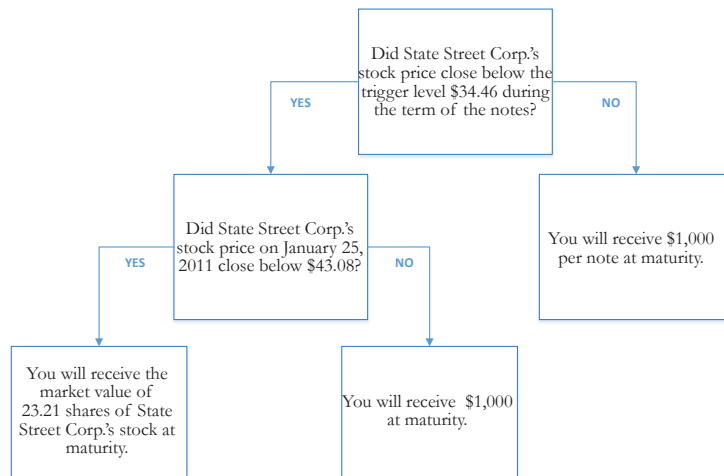 Did State Street Corp.'s
stock price close below the
trigger level $34.46 during
the term of the notes?
YES
NO
Did State Street Corp.'s
stock price on January 25,
2011 close below $43.08?
You will receive $1,000
per note at maturity.
YES
NO
You will receive the
market value of
23.21 shares of State
Street Corp.'s stock at
maturity.
You will receive $1,000
at maturity.